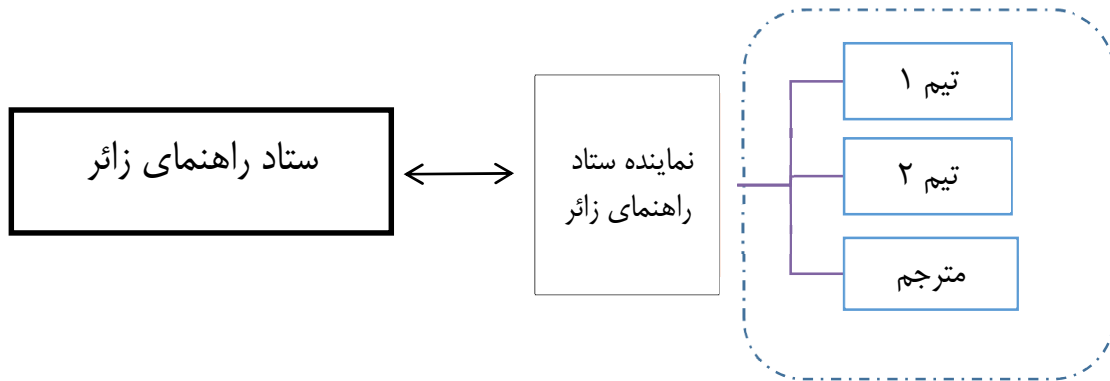 تیم ۱
تیم ۲
مترجم
نماینده ستاد
راهنمای زائر
ستاد راهنمای زائر